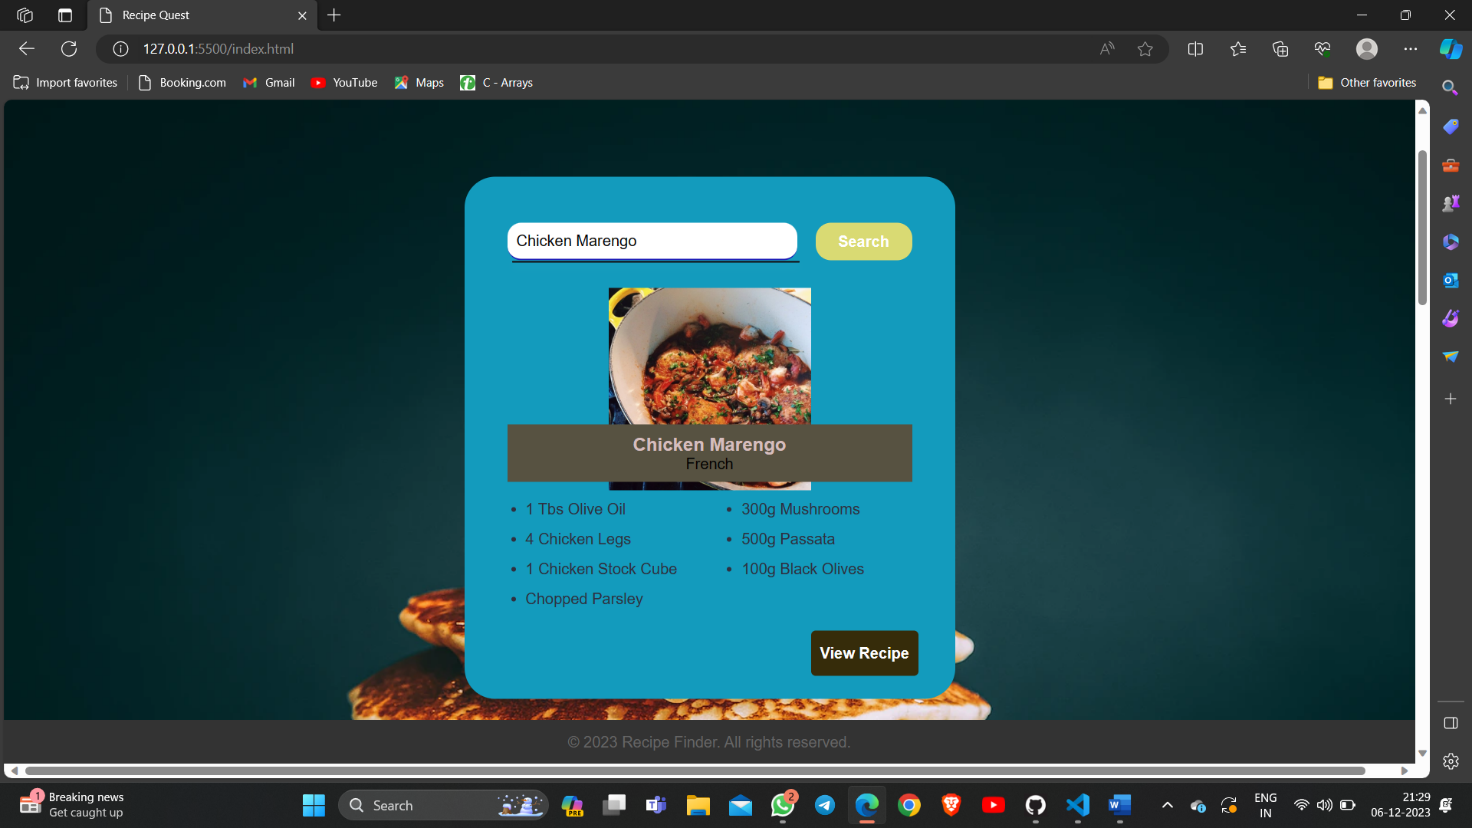 Recipe Quest
127.0.0.1:5500/index.html
Import favorites
Booking.com
Gmail
YouTube
Maps
C - Arrays
Other favorites
Chicken Marengo
Search
Chicken Marengo
French
• 1 Tbs Olive Oil
• 300g Mushrooms
• 4 Chicken Legs
• 500g Passata
• 1 Chicken Stock Cube
• 100g Black Olives
• Chopped Parsley
View Recipe
© 2023 Recipe Finder. All rights reserved.
1
Breaking news
Get caught up
Search
PRE
2
ENG
IN
21:29
06-12-2023